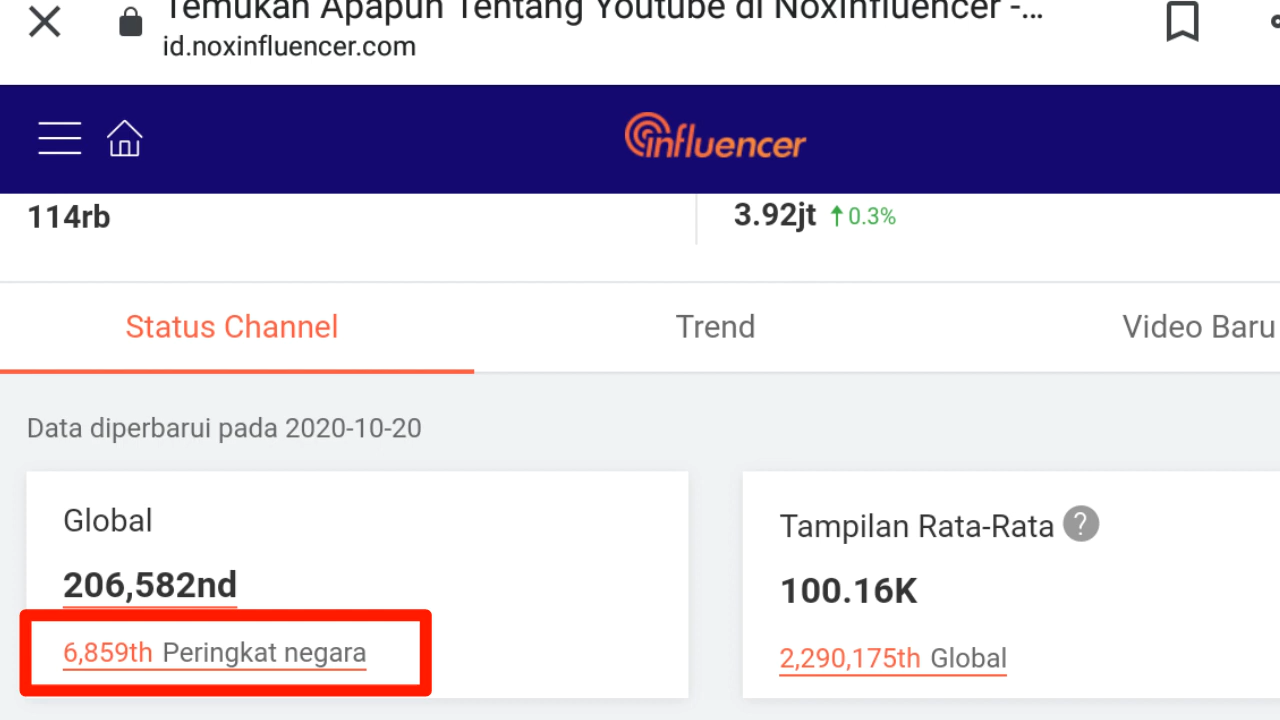 Temukan Apapun Tentang Youtube di NoxInfluencer -...
id.noxinfluencer.com
influencer
114rb
3.92jt 0.3%
Status Channel Trend Video Baru
Data diperbarui pada 2020-10-20
Global
206,582nd
6,859th Peringkat negara
Tampilan Rata-Rata ?
100.16K
2,290,175th Global